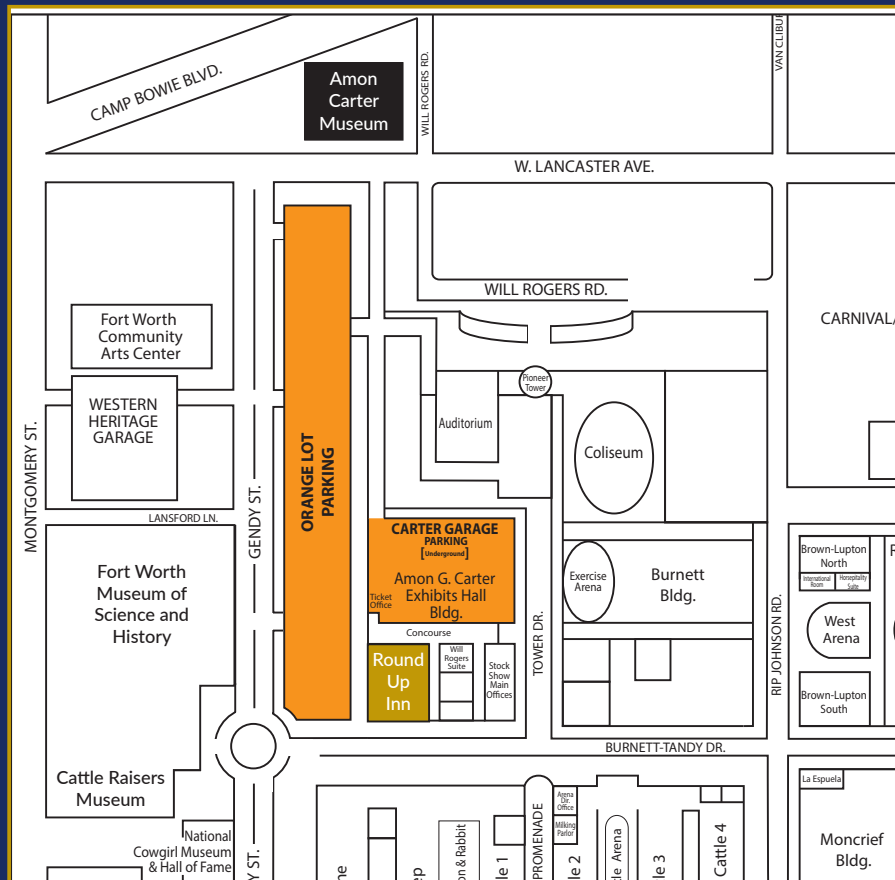 CAMP BOWIE BLVD.
Amon
Carter
Museum
WILL ROGERS RD.
W. LANCASTER AVE.
WILL ROGERS RD.
Fort Worth
Community
Arts Center
WESTERN
HERITAGE
GARAGE
MONTGOMERY ST.
LANSFORD LN.
GENDY ST.
ORANGE LOT
PARKING
Pioneer
Tower
Auditorium
Coliseum
CARTER GARAGE
PARKING
[Underground]
Amon G. Carter
Exhibits Hall
Bldg.
Ticket
Office
Concourse
Round
Up
Inn
Will
Rogers
Suite
Stock
Show
Main
Offices
TOWER DR.
Exercise
Arena
Burnett
Bldg.
RIP JOHNSON RD.
Brown-Lupton
North
International
Room
Horsepitality
Suite
West
Arena
Brown-Lupton
South
BURNETT-TANDY DR.
Fort Worth
Museum of
Science and
History
Cattle Raisers
Museum
National
Cowgirl Museum
& Hall of Fame
PROMENADE
Arena
Dir.
Office
Milking
Parlor
Arena
Cattle 4
La Espuela
Moncrief
Bldg.